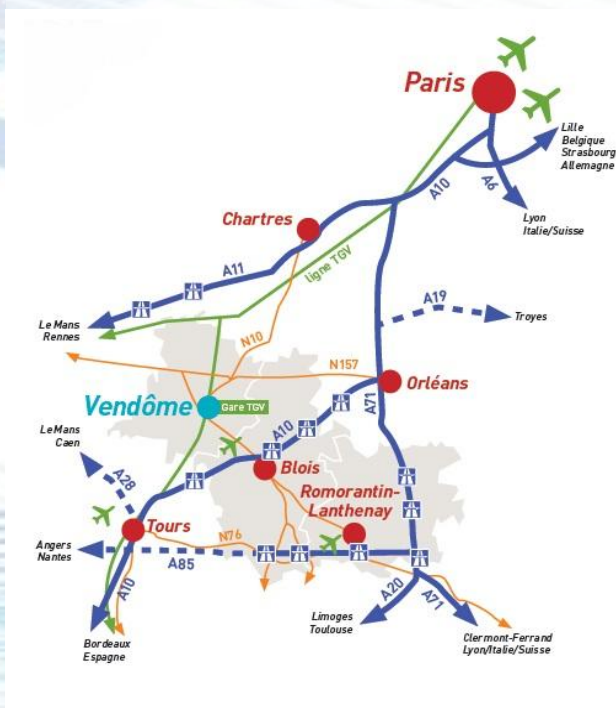 Paris
Lille
Belgique
Strasbourg
Allemagne
A10
A6
Lyon
Italie/Suisse
Chartres
ligne TGV
A11
A19
Troyes
Le Mans
Rennes
N10
N157
Orléans
A71
Vendôme
Gare TGV
A10
Le Mans
Caen
A28
Blois
Romorantin-
Lanthenay
Tours
N76
Angers
Nantes
A85
A10
A20
A71
Limoges
Toulouse
Clermont-Ferrand
Lyon/Italie/Suisse
Bordeaux
Espagne